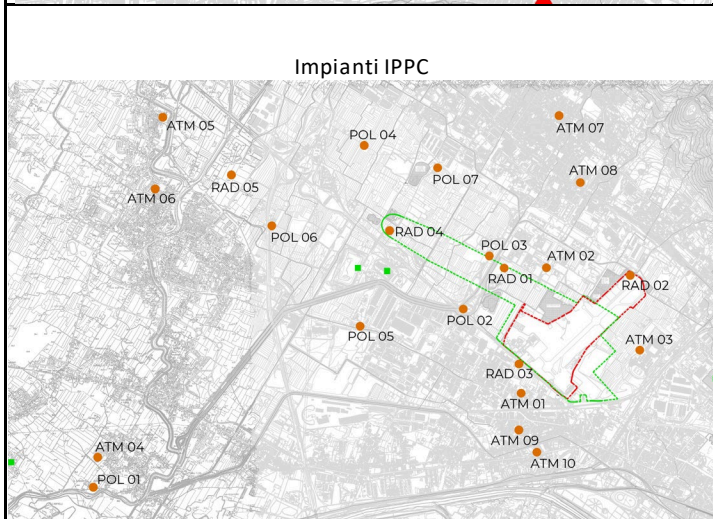 Impianti IPPC
ATM 05
POL 04
ATM 07
ATM 08
POL 07
RAD 05
ATM 06
POL 06
RAD 04
POL 03
ATM 02
RAD 01
RAD 02
POL 02
POL 05
ATM 03
RAD 03
ATM 01
ATM 09
ATM 10
ATM 04
POL 01